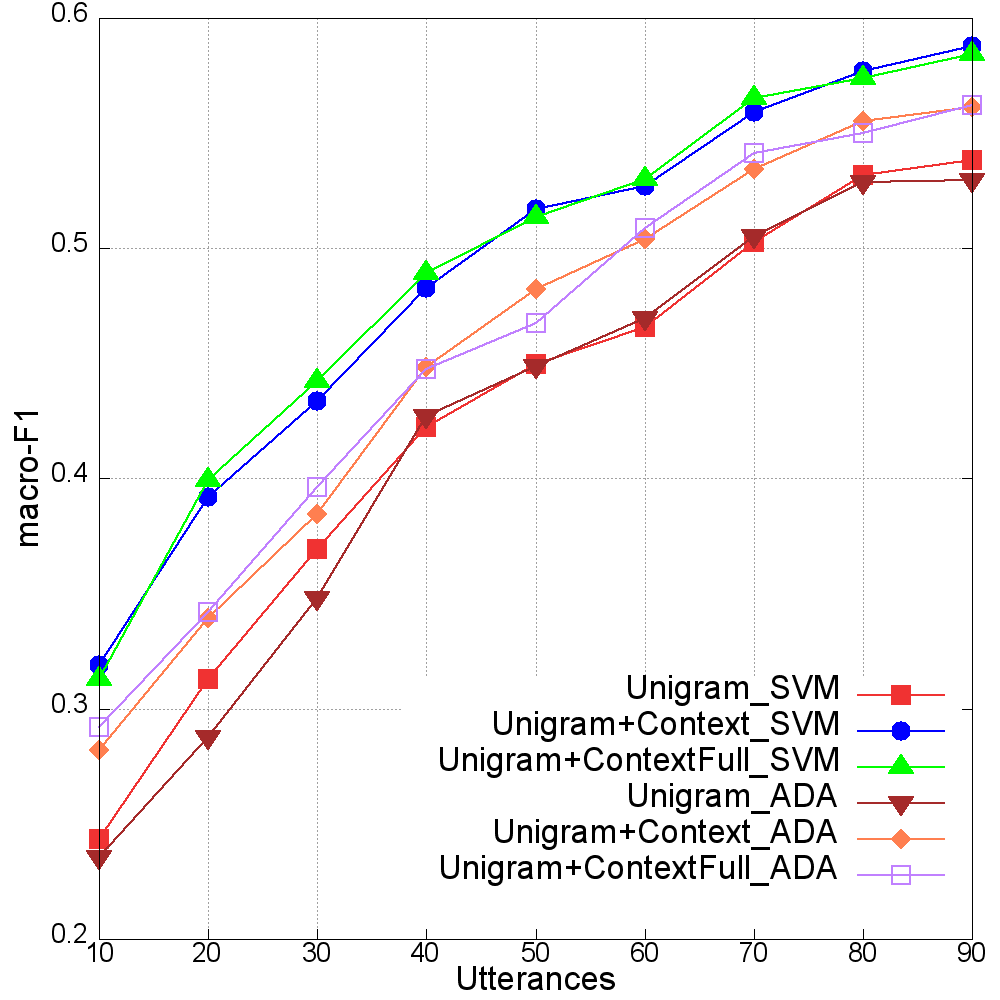 0.6
0.5
0.4
0.3
0.2
macro-F1
Unigram_SVM
Unigram+Context_SVM
Unigram+ContextFull_SVM
Unigram_ADA
Unigram+Context_ADA
Unigram+ContextFull_ADA
10 20 30 40 50 60 70 80 90
Utterances